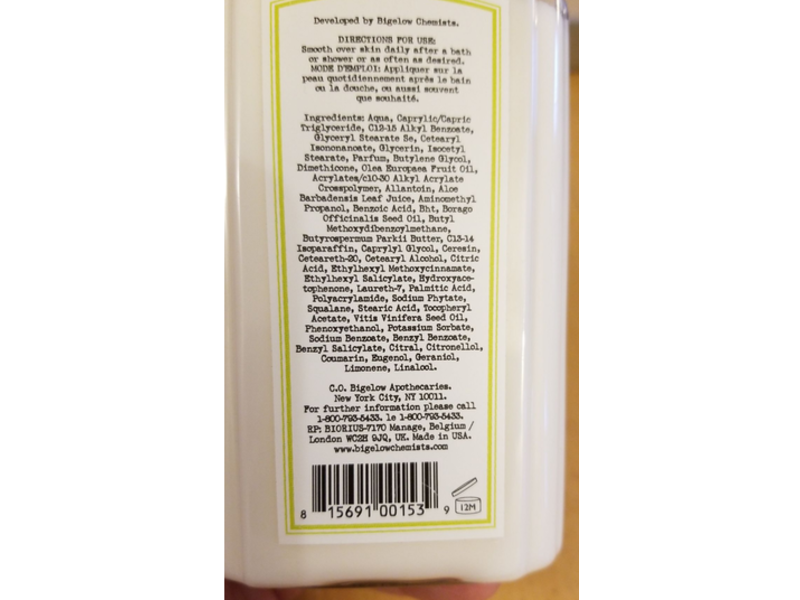 Developed by Bigelow Chemists.
DIRECTIONS FOR USE:
Smooth over skin daily after a bath
or shower or as often as desired.
MODE D'EMPLOI: Appliquer sur la
peau quotidiennement après le bain
ou la douche, ou aussi souvent
que souhaité.
Ingredients: Aqua, Caprylic/Capric
Triglyceride, C12-15 Alkyl Benzoate,
Glyceryl Stearate Se, Cetearyl
Isononanoate, Glycerin, Isocetyl
Stearate, Parfum, Butylene Glycol,
Dimethicone, Olea Europaea Fruit Oil,
Acrylates/c10-30 Alkyl Acrylate
Crosspolymer, Allantoin, Aloe
Barbadensis Leaf Juice, Aminomethyl
Propanol, Benzoic Acid, Bht, Borago
Officinalis Seed Oil, Butyl
Methoxydibenzoylmethane,
Butyrospermum Parkii Butter, C13-14
Isoparaffin, Caprylyl Glycol, Ceresin,
Ceteareth-20, Cetearyl Alcohol, Citric
Acid, Ethylhexyl Methoxycinnamate,
Ethylhexyl Salicylate, Hydroxyace-
tophenone, Laureth-7, Palmitic Acid,
Polyacrylamide, Sodium Phytate,
Squalane, Stearic Acid, Tocopheryl
Acetate, Vitis Vinifera Seed Oil,
Phenoxyethanol, Potassium Sorbate,
Sodium Benzoate, Benzyl Benzoate,
Benzyl Salicylate, Citral, Citronellol,
Coumarin, Eugenol, Geraniol,
Limonene, Linalool.
C.O. Bigelow Apothecaries.
New York City, NY 10011.
For further information please call
1-800-793-5433. le 1-800-793-5433.
RP: BIORIUS-7170 Manage, Belgium /
London WC2H 9JQ, UK. Made in USA.
www.bigelowchemists.com
8 15691 00153 9
12M